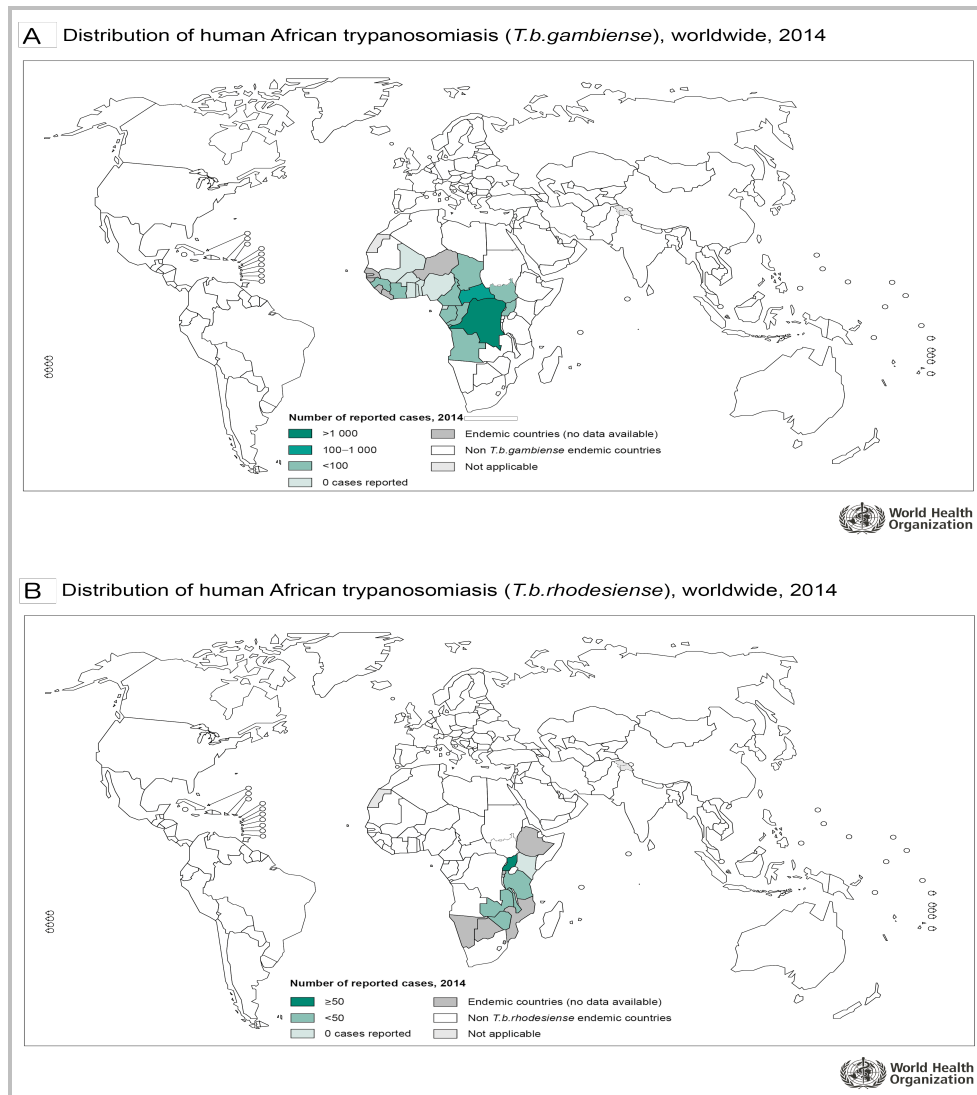 A Distribution of human African trypanosomiasis (T.b.gambiense), worldwide, 2014
Number of reported cases, 2014
>1 000
100–1 000
<100
0 cases reported
Endemic countries (no data available)
Non T.b.gambiense endemic countries
Not applicable
World Health
Organization
B Distribution of human African trypanosomiasis (T.b.rhodesiense), worldwide, 2014
Number of reported cases, 2014
≥50
<50
0 cases reported
Endemic countries (no data available)
Non T.b.rhodesiense endemic countries
Not applicable
World Health
Organization